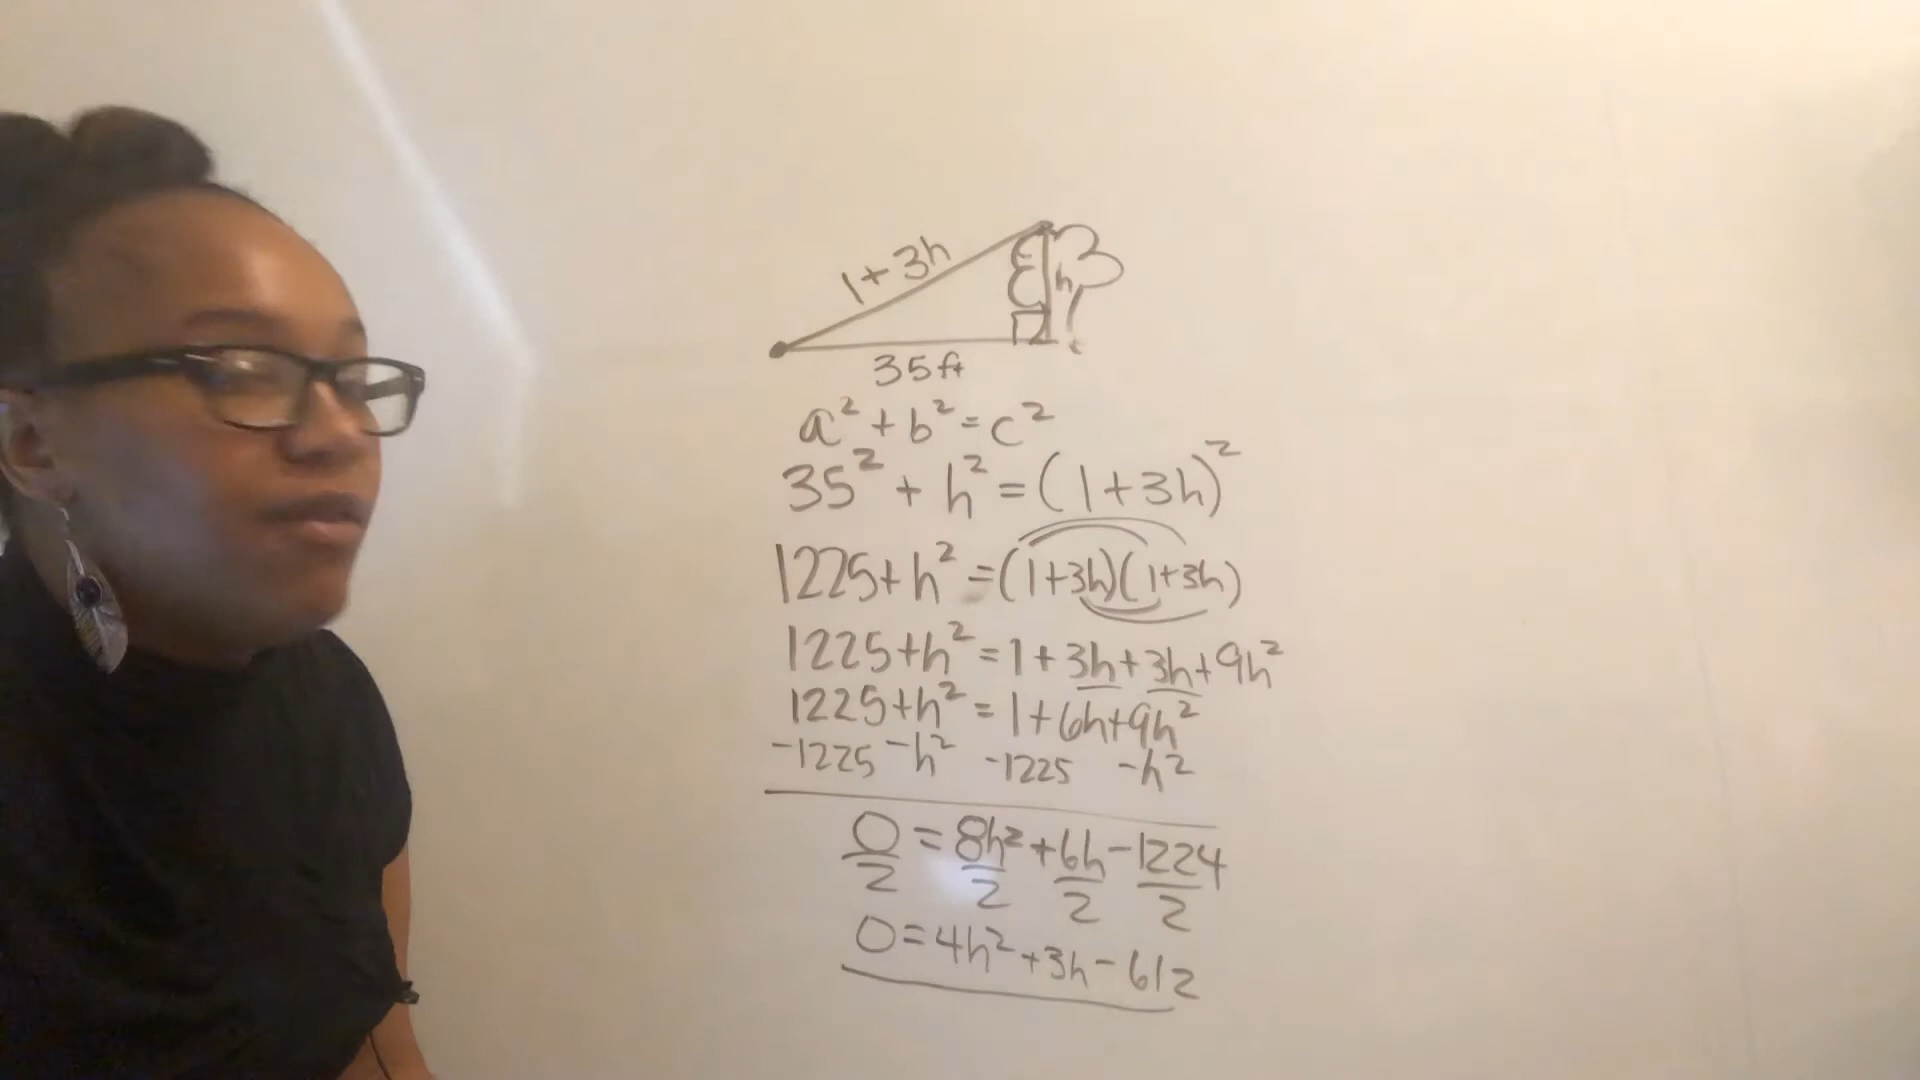 1+3h
h
35ft
a² + b² = c²
35² + h² = (1+3h)²
1225+h² = (1+3h)(1+3h)
1225+h² = 1+3h+3h+9h²
1225+h² = 1+6h+9h²
-1225 -h² -1225 -h²
0/2 = 8h²/2 + 6h/2 - 1224/2
0=4h²+3h-612